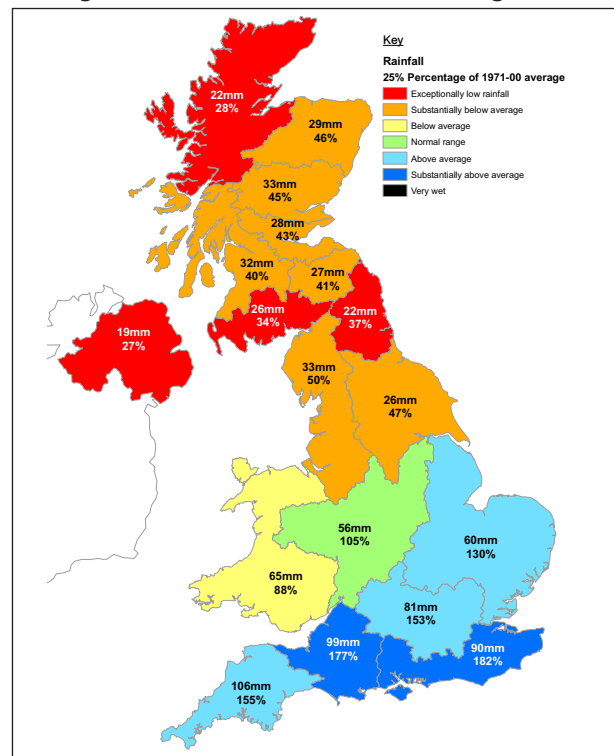 Key
Rainfall
25% Percentage of 1971-00 average
Exceptionally low rainfall
Substantially below average
Below average
Normal range
Above average
Substantially above average
Very wet
22mm
28%
29mm
46%
33mm
45%
28mm
43%
32mm
40%
27mm
41%
26mm
34%
22mm
37%
19mm
27%
33mm
50%
26mm
47%
56mm
105%
60mm
130%
65mm
88%
81mm
153%
99mm
177%
90mm
182%
106mm
155%